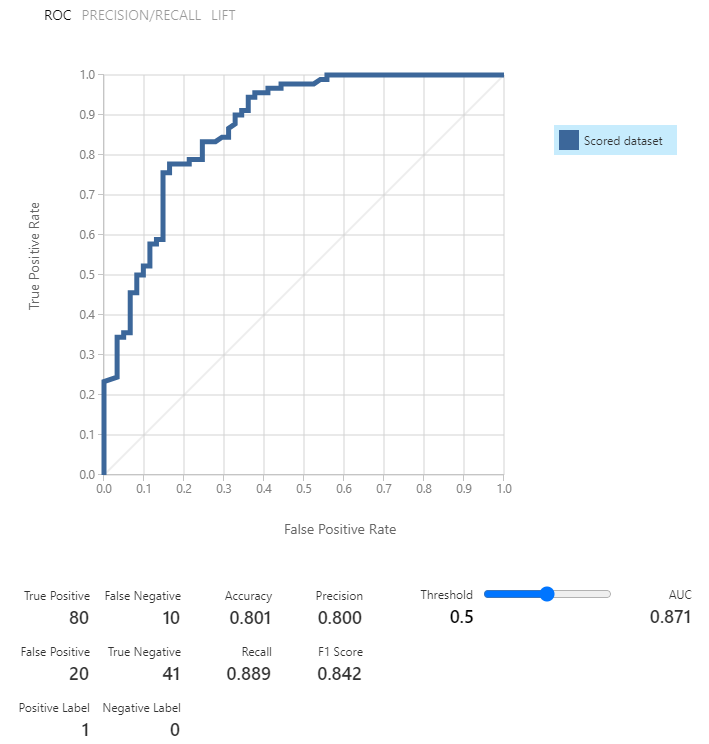 ROC PRECISION/RECALL LIFT
1.0
0.9
0.8
0.7
0.6
0.5
0.4
0.3
0.2
0.1
0.0
True Positive Rate
0.0 0.1 0.2 0.3 0.4 0.5 0.6 0.7 0.8 0.9 1.0
False Positive Rate
Scored dataset
True Positive False Negative Accuracy Precision Threshold AUC
80 10 0.801 0.800 0.5 0.871
False Positive True Negative Recall F1 Score
20 41 0.889 0.842
Positive Label Negative Label
1 0